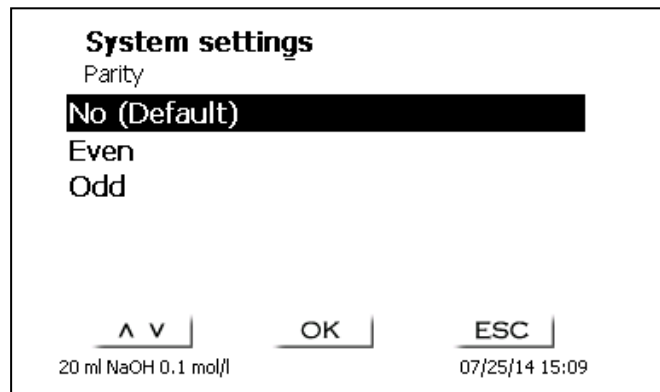 System settings
Parity
No (Default)
Even
Odd
∧ ∨ OK ESC
20 ml NaOH 0.1 mol/l 07/25/14 15:09